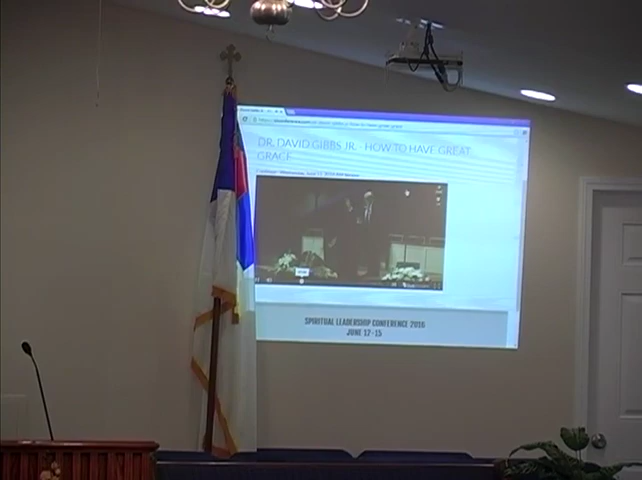 DR. DAVID GIBBS JR. - HOW TO HAVE GREAT
GRACE
SPIRITUAL LEADERSHIP CONFERENCE 2016
JUNE 12-15